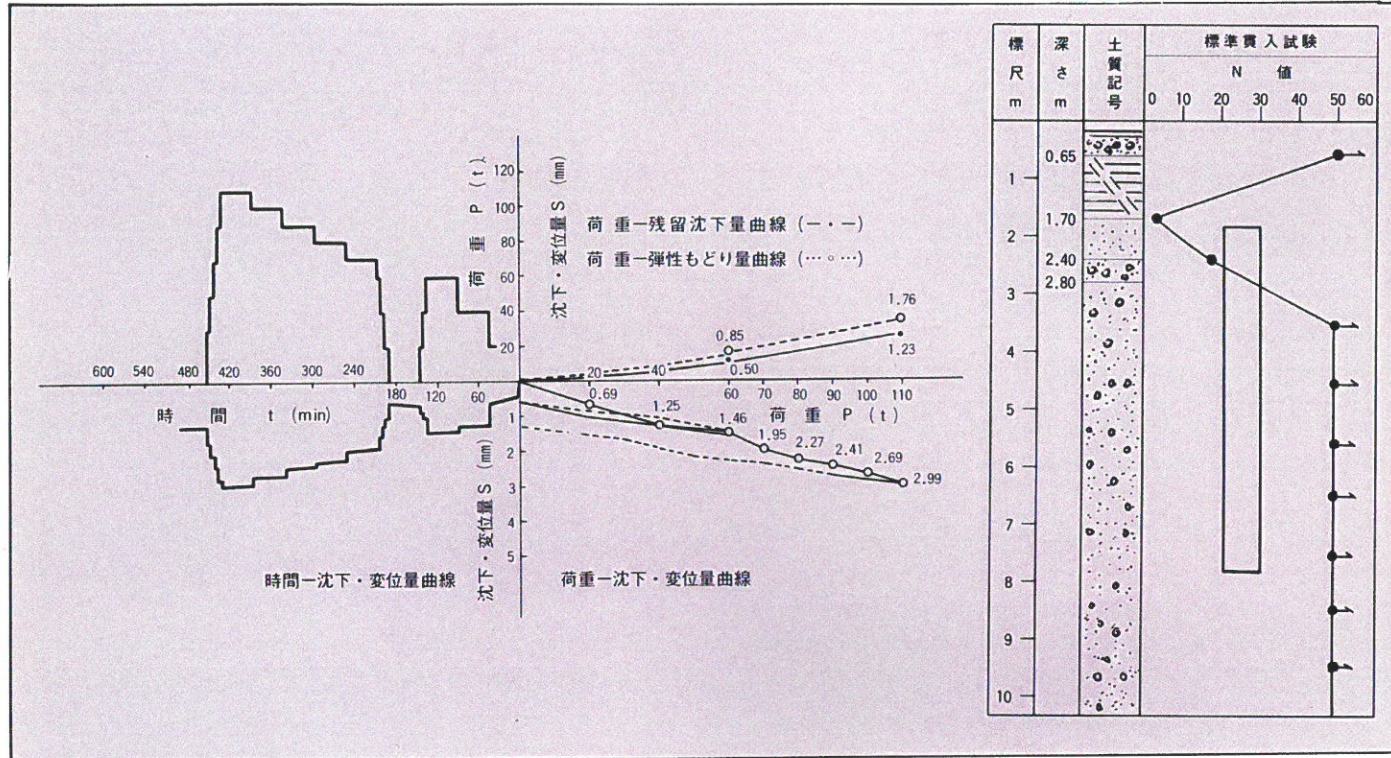 荷重 P (t)
120
100
80
60
40
20
沈下・変位量 S (mm)
荷 重－残留沈下量曲線 (－・－)
荷 重－弾性もどり量曲線 (…○…)
1.76
0.85
1.23
0.50
600 540 480 420 360 300 240 180 120 60
20 40 60 70 80 90 100 110
時 間 t (min)
荷 重 P (t)
0.69
1.25
1.46
1.95
2.27
2.41
2.69
2.99
沈下・変位量 S (mm)
1
2
3
4
5
時間－沈下・変位量曲線
荷重－沈下・変位量曲線
標尺 m
深さ m
土質記号
標準貫入試験
N 値
0 10 20 30 40 50 60
0.65
1
1.70
2
2.40
2.80
3
4
5
6
7
8
9
10